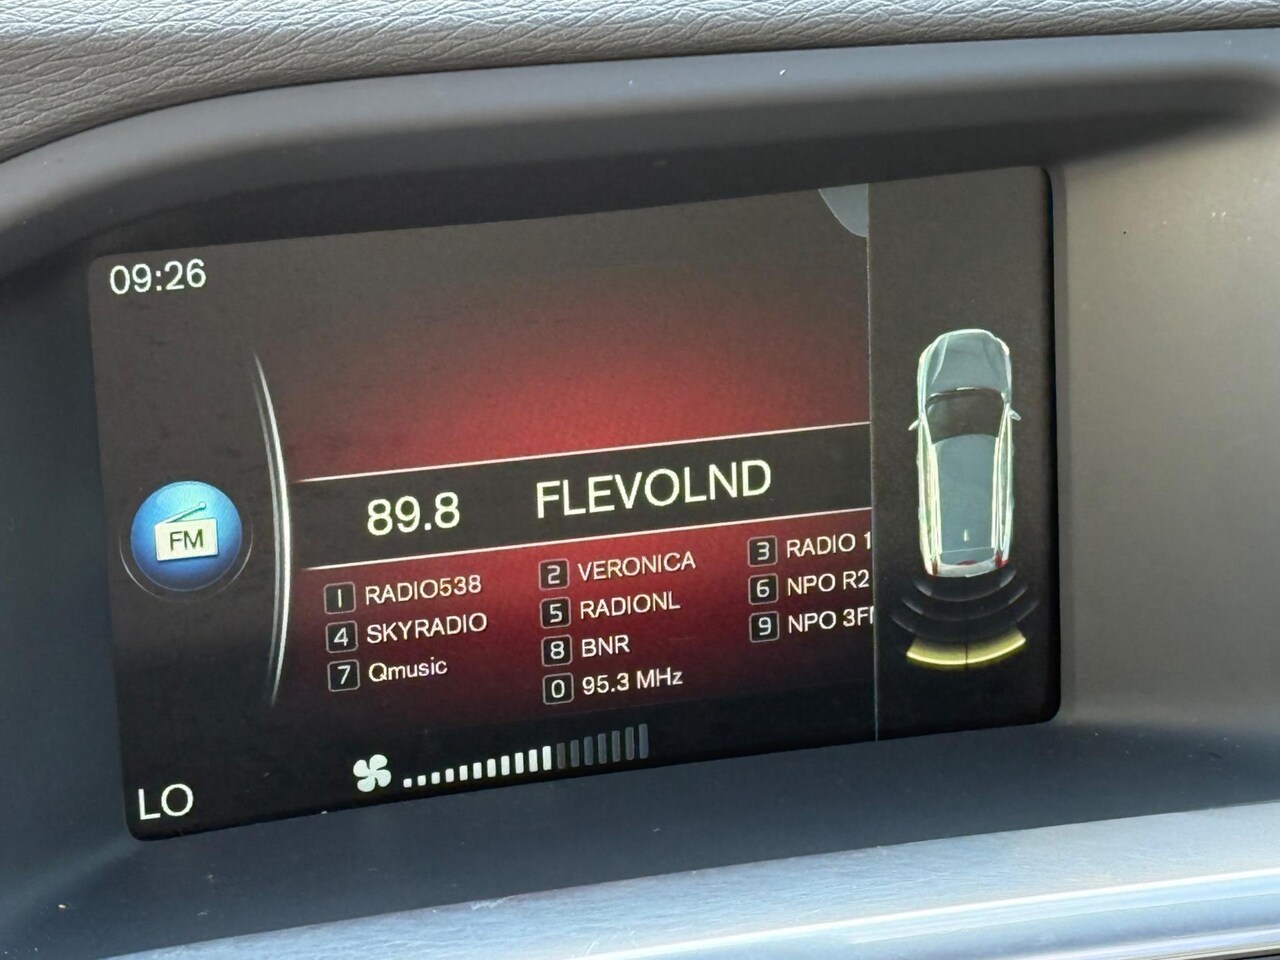 09:26
FM
89.8 FLEVOLND
1 RADIO538 2 VERONICA 3 RADIO 1
4 SKYRADIO 5 RADIONL 6 NPO R2
7 Qmusic 8 BNR 9 NPO 3F
0 95.3 MHz
LO